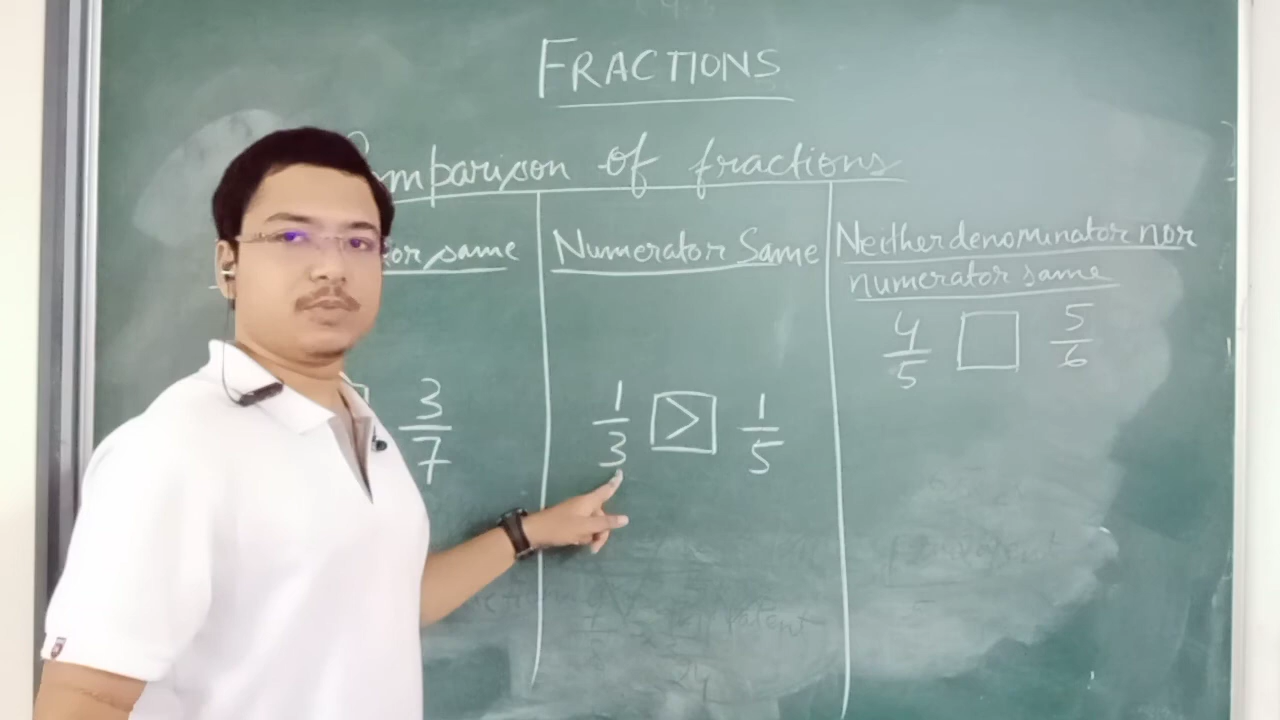 FRACTIONS
Comparison of fractions
same
3
7
Numerator Same
1
3
>
1
5
Neither denominator nor
numerator same
4
5
5
6